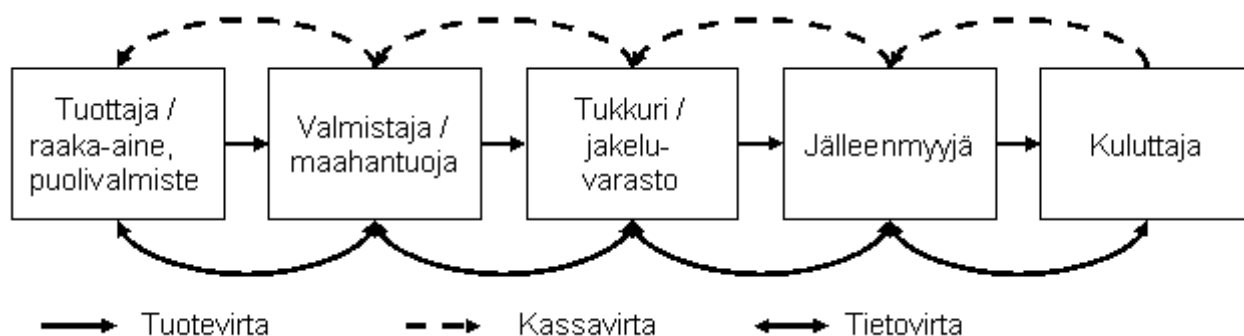 Tuottaja /
raaka-aine,
puolivalmiste
Valmistaja /
maahantuoja
Tukkuri /
jakelu-
varasto
Jälleenmyyjä
Kuluttaja
Tuotevirta
Kassavirta
Tietovirta